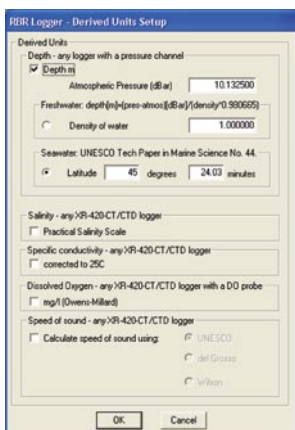 RBR Logger - Derived Units Setup
Derived Units
Depth - any logger with a pressure channel
Depth m
Atmospheric Pressure (dBar) 10.132500
Freshwater: depth[m]=(pres-atmos)[dBar]/(density*0.980665)
Density of water 1.000000
Seawater: UNESCO Tech Paper in Marine Science No. 44.
Latitude 45 degrees 24.03 minutes
Salinity - any XR-420-CT/CTD logger
Practical Salinity Scale
Specific conductivity - any XR-420-CT/CTD logger
corrected to 25C
Dissolved Oxygen - any XR-420-CT/CTD logger with a DO probe
mg/l (Owens-Millard)
Speed of sound - any XR-420-CT/CTD logger
Calculate speed of sound using: UNESCO
del Grosso
Wilson
OK Cancel